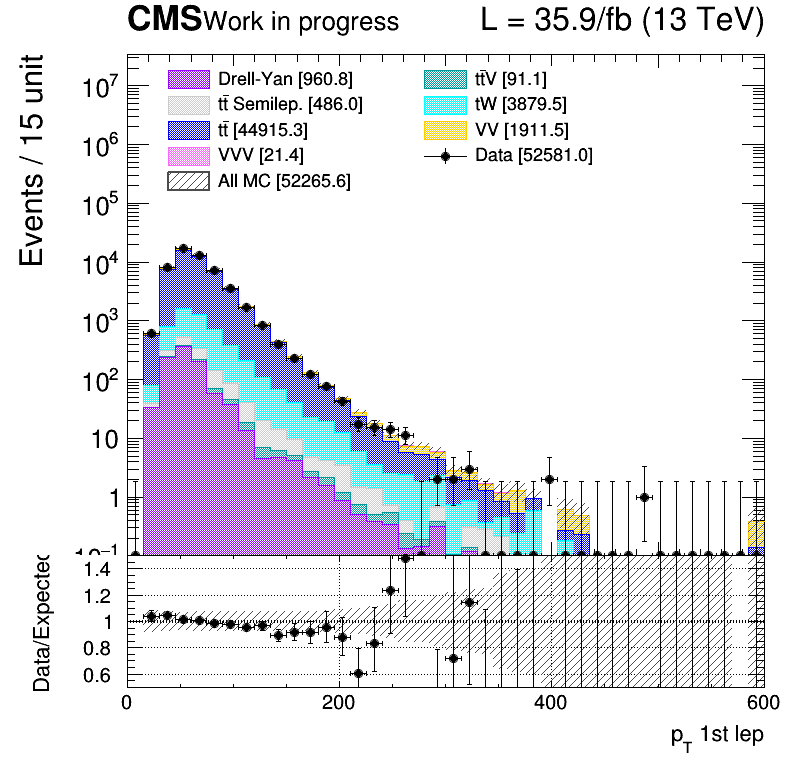 CMS Work in progress L = 35.9/fb (13 TeV)
Events / 15 unit
Drell-Yan [960.8] tt̄V [91.1]
tt̄ Semilep. [486.0] tW [3879.5]
tt̄ [44915.3] VV [1911.5]
VVV [21.4] Data [52581.0]
All MC [52265.6]
10⁷
10⁶
10⁵
10⁴
10³
10²
10
1
10⁻¹
Data/Expected
1.4
1.2
1
0.8
0.6
0 200 400 600
p_T 1st lep